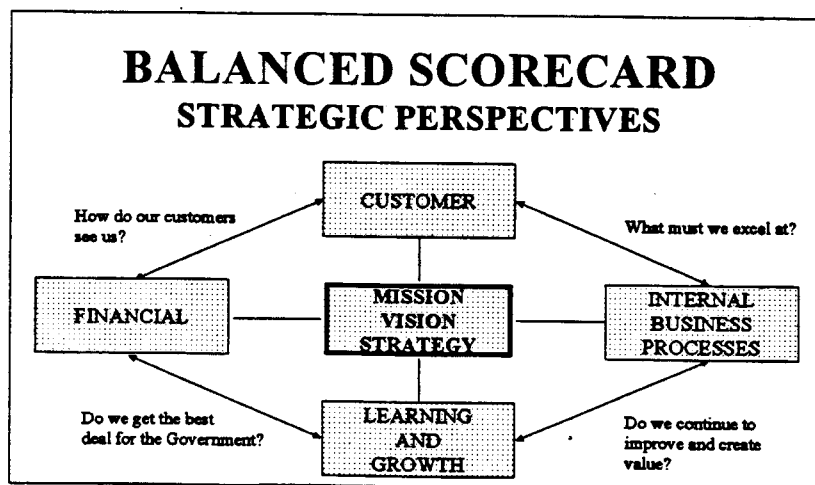 BALANCED SCORECARD
STRATEGIC PERSPECTIVES
CUSTOMER
How do our customers
see us?
What must we excel at?
FINANCIAL
MISSION
VISION
STRATEGY
INTERNAL
BUSINESS
PROCESSES
Do we get the best
deal for the Government?
LEARNING
AND
GROWTH
Do we continue to
improve and create
value?